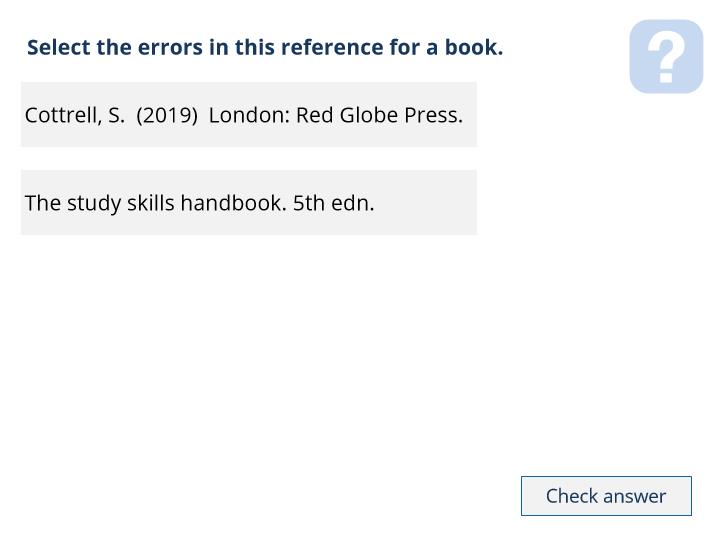 Select the errors in this reference for a book.
?
Cottrell, S.  (2019)  London: Red Globe Press.
The study skills handbook. 5th edn.
Check answer